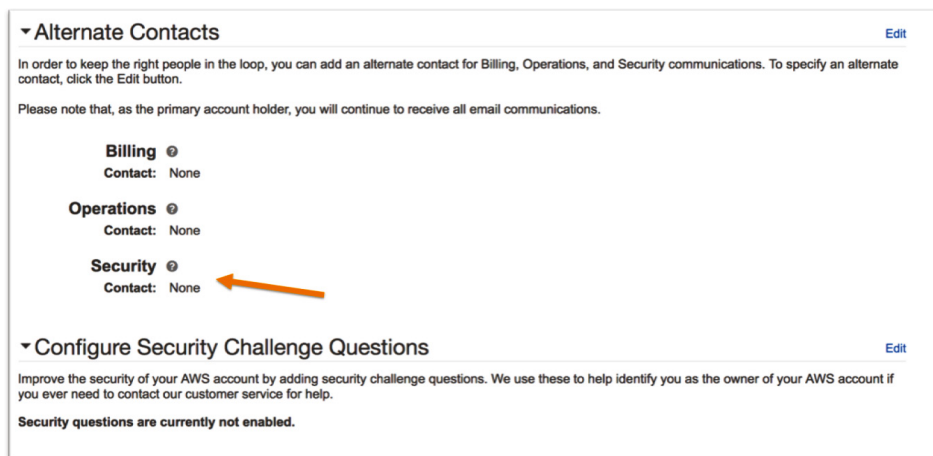 Alternate Contacts Edit
In order to keep the right people in the loop, you can add an alternate contact for Billing, Operations, and Security communications. To specify an alternate
contact, click the Edit button.
Please note that, as the primary account holder, you will continue to receive all email communications.
Billing ?
Contact: None
Operations ?
Contact: None
Security ?
Contact: None
Configure Security Challenge Questions Edit
Improve the security of your AWS account by adding security challenge questions. We use these to help identify you as the owner of your AWS account if
you ever need to contact our customer service for help.
Security questions are currently not enabled.